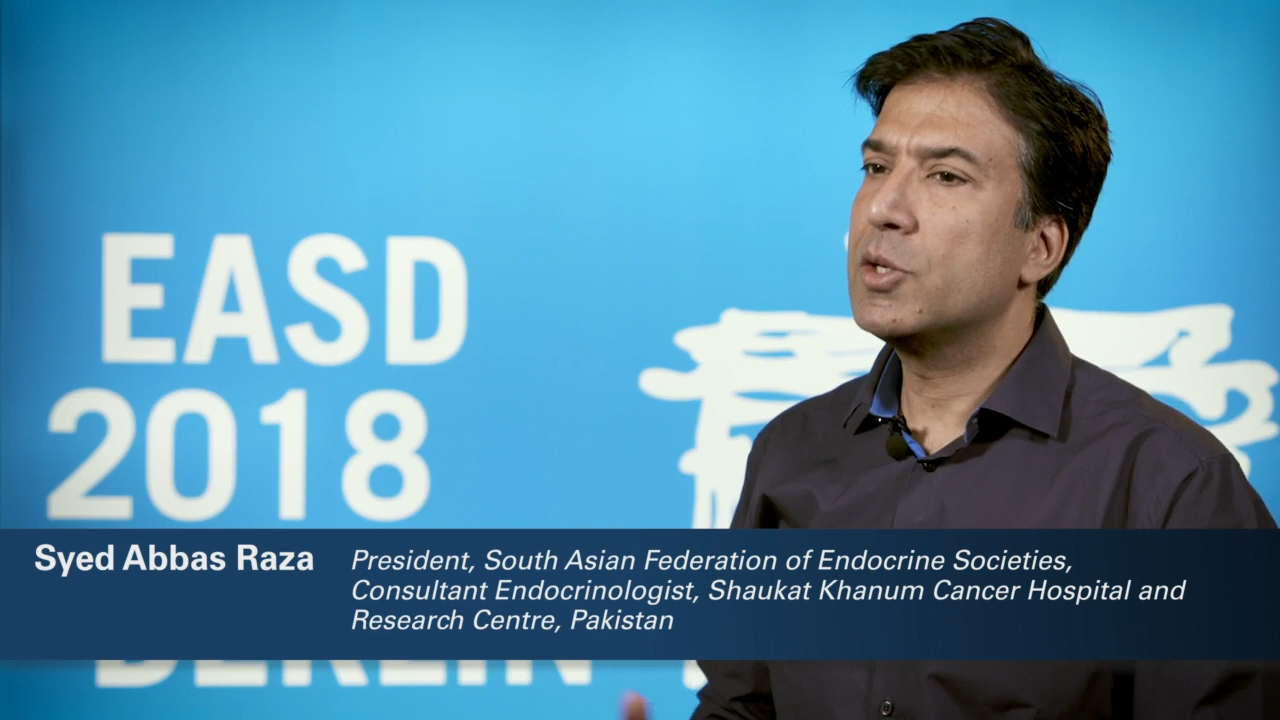 EASD
2018
BERLIN
Syed Abbas Raza
President, South Asian Federation of Endocrine Societies,
Consultant Endocrinologist, Shaukat Khanum Cancer Hospital and
Research Centre, Pakistan